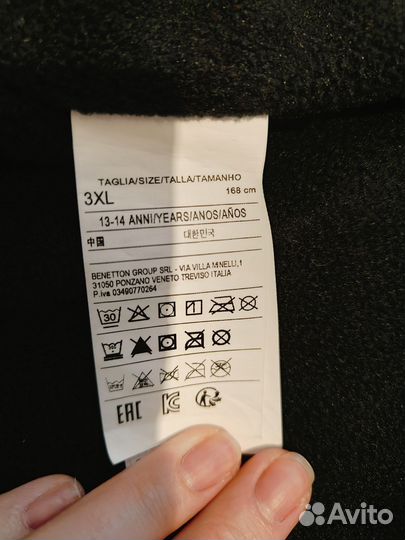 TAGLIA/SIZE/TALLA/TAMANHO
3XL 168 cm
13-14 ANNI/YEARS/ANOS/AÑOS
中国 대한민국
BENETTON GROUP SRL - VIA VILLA MINELLI,1
31050 PONZANO VENETO TREVISO ITALIA
P.iva 03490770264
30
EAC
Avito